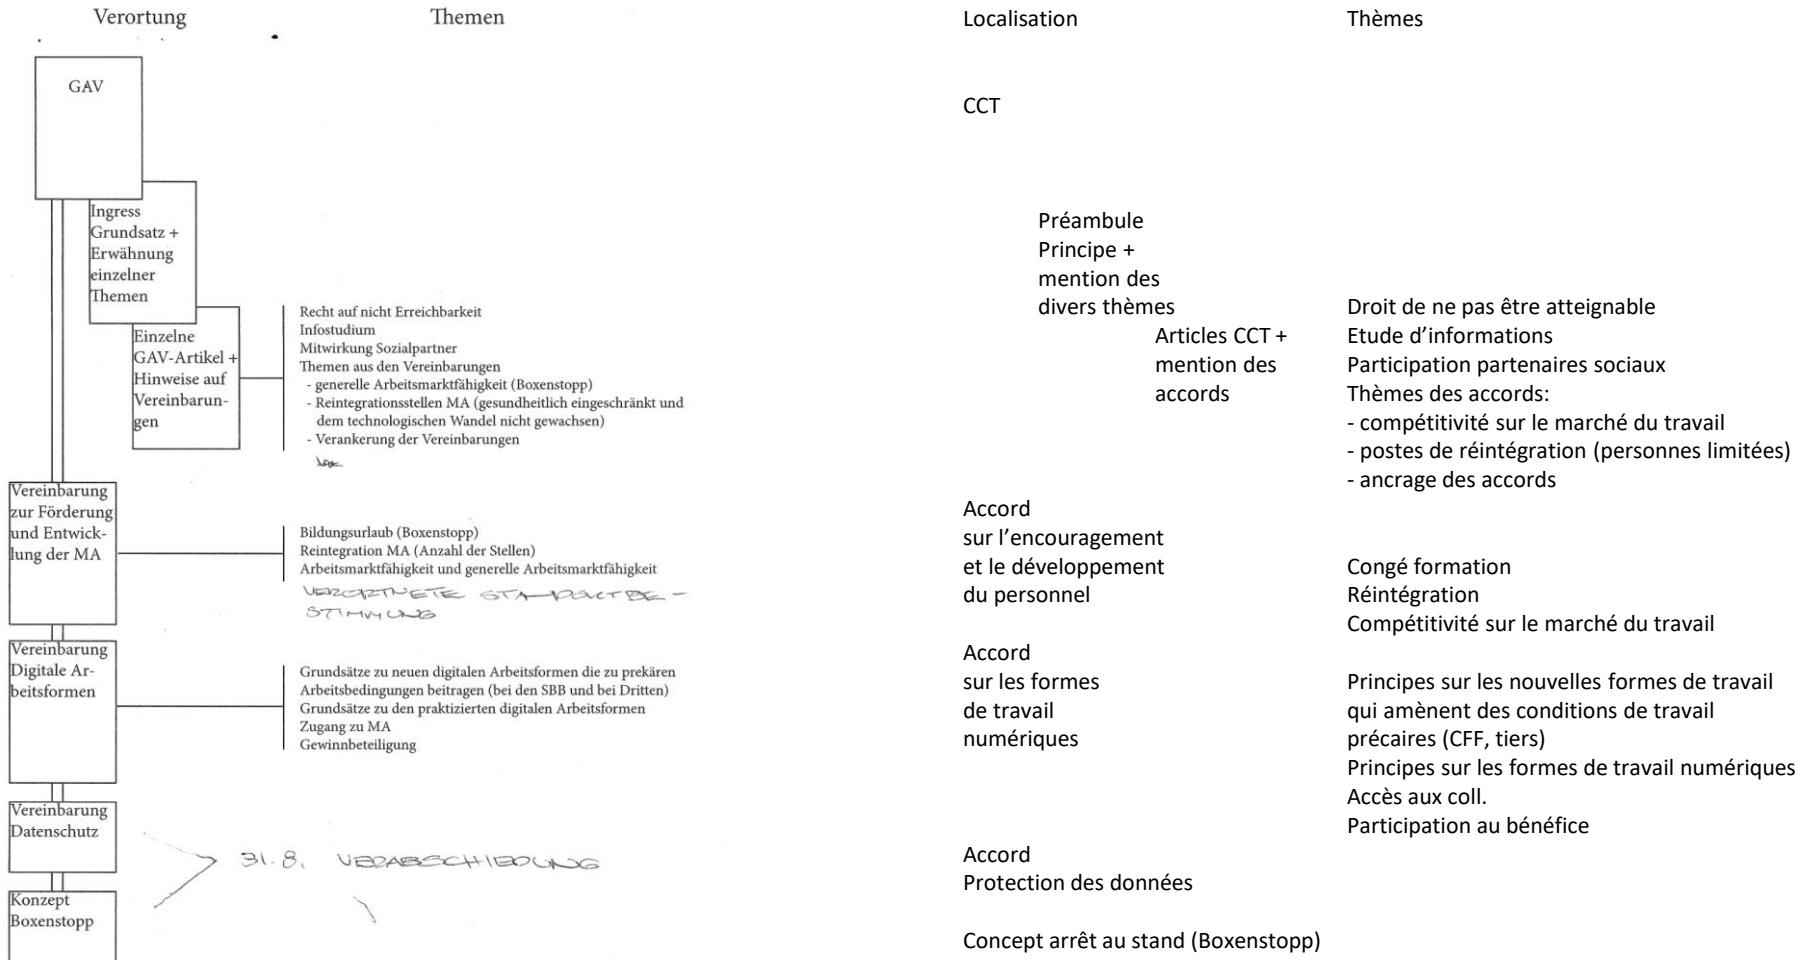 Verortung
Themen
GAV
Ingress
Grundsatz +
Erwähnung
einzelner
Themen
Einzelne
GAV-Artikel +
Hinweise auf
Vereinbarun-
gen
Recht auf nicht Erreichbarkeit
Infostudium
Mitwirkung Sozialpartner
Themen aus den Vereinbarungen
- generelle Arbeitsmarktfähigkeit (Boxenstopp)
- Reintegrationsstellen MA (gesundheitlich eingeschränkt und
dem technologischen Wandel nicht gewachsen)
- Verankerung der Vereinbarungen
Vereinbarung
zur Förderung
und Entwick-
lung der MA
Bildungsurlaub (Boxenstopp)
Reintegration MA (Anzahl der Stellen)
Arbeitsmarktfähigkeit und generelle Arbeitsmarktfähigkeit
VERORTNETE STANDORTBE-
STIMMUNG
Vereinbarung
Digitale Ar-
beitsformen
Grundsätze zu neuen digitalen Arbeitsformen die zu prekären
Arbeitsbedingungen beitragen (bei den SBB und bei Dritten)
Grundsätze zu den praktizierten digitalen Arbeitsformen
Zugang zu MA
Gewinnbeteiligung
Vereinbarung
Datenschutz
31.8. VERABSCHIEDUNG
Konzept
Boxenstopp
Localisation
Thèmes
CCT
Préambule
Principe +
mention des
divers thèmes
Articles CCT +
mention des
accords
Droit de ne pas être atteignable
Etude d’informations
Participation partenaires sociaux
Thèmes des accords:
- compétitivité sur le marché du travail
- postes de réintégration (personnes limitées)
- ancrage des accords
Accord
sur l’encouragement
et le développement
du personnel
Congé formation
Réintégration
Compétitivité sur le marché du travail
Accord
sur les formes
de travail
numériques
Principes sur les nouvelles formes de travail
qui amènent des conditions de travail
précaires (CFF, tiers)
Principes sur les formes de travail numériques
Accès aux coll.
Participation au bénéfice
Accord
Protection des données
Concept arrêt au stand (Boxenstopp)